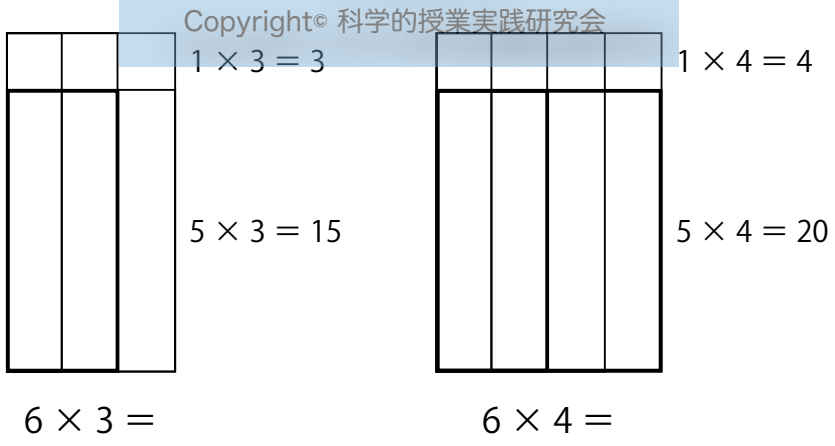 Copyright© 科学的授業実践研究会
1 × 3 = 3
1 × 4 = 4
5 × 3 = 15
5 × 4 = 20
6 × 3 =
6 × 4 =